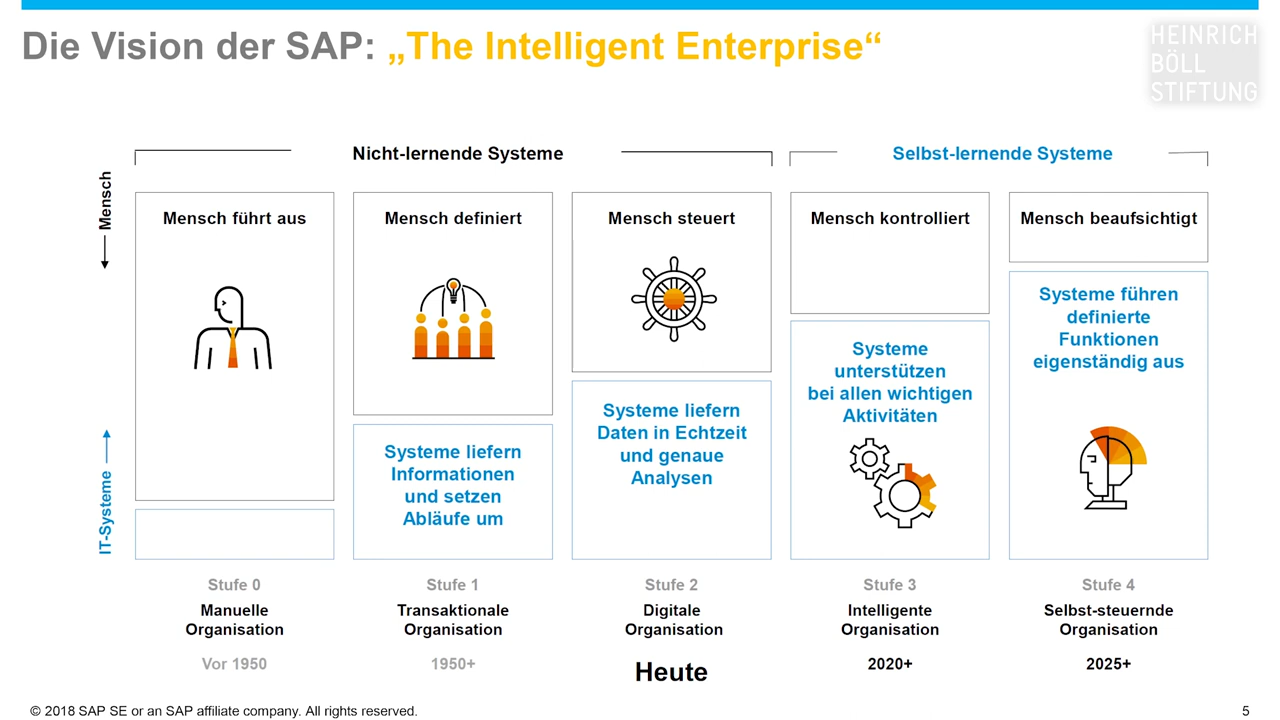 Die Vision der SAP: „The Intelligent Enterprise“
HEINRICH
BÖLL
STIFTUNG
Nicht-lernende Systeme
Selbst-lernende Systeme
Mensch
IT-Systeme
Mensch führt aus
Mensch definiert
Systeme liefern
Informationen
und setzen
Abläufe um
Mensch steuert
Systeme liefern
Daten in Echtzeit
und genaue
Analysen
Mensch kontrolliert
Systeme
unterstützen
bei allen wichtigen
Aktivitäten
Mensch beaufsichtigt
Systeme führen
definierte
Funktionen
eigenständig aus
Stufe 0
Manuelle
Organisation
Vor 1950
Stufe 1
Transaktionale
Organisation
1950+
Stufe 2
Digitale
Organisation
Heute
Stufe 3
Intelligente
Organisation
2020+
Stufe 4
Selbst-steuernde
Organisation
2025+
© 2018 SAP SE or an SAP affiliate company. All rights reserved.
5